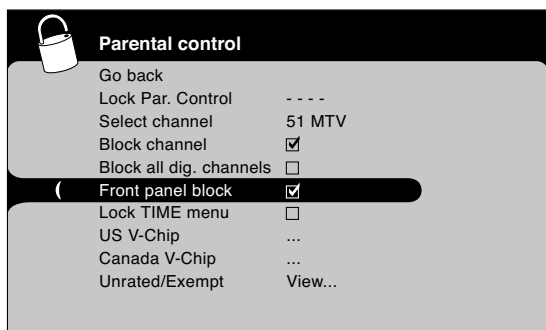 Parental control
Go back
Lock Par. Control - - - -
Select channel 51 MTV
Block channel
Block all dig. channels
Front panel block
Lock TIME menu
US V-Chip ...
Canada V-Chip ...
Unrated/Exempt View...